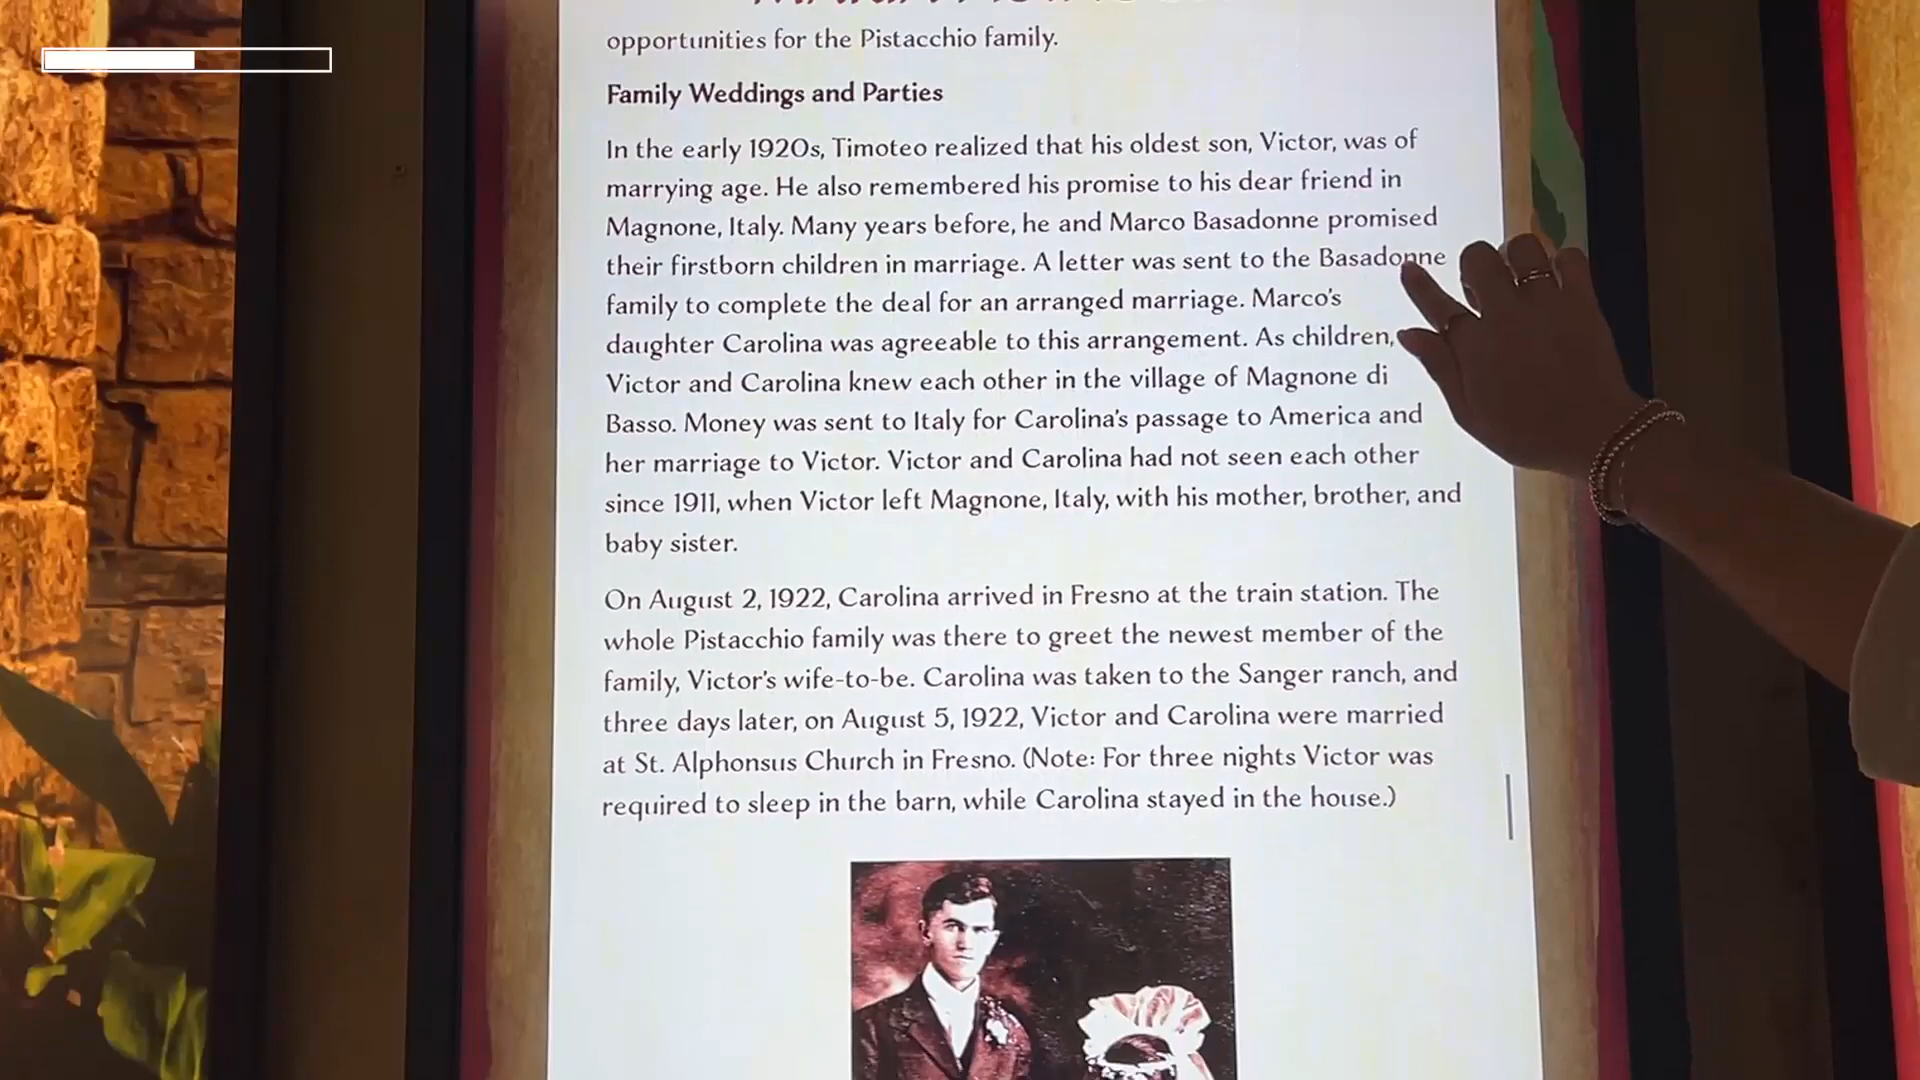 opportunities for the Pistacchio family.
Family Weddings and Parties
In the early 1920s, Timoteo realized that his oldest son, Victor, was of
marrying age. He also remembered his promise to his dear friend in
Magnone, Italy. Many years before, he and Marco Basadonne promised
their firstborn children in marriage. A letter was sent to the Basadonne
family to complete the deal for an arranged marriage. Marco's
daughter Carolina was agreeable to this arrangement. As children,
Victor and Carolina knew each other in the village of Magnone di
Basso. Money was sent to Italy for Carolina's passage to America and
her marriage to Victor. Victor and Carolina had not seen each other
since 1911, when Victor left Magnone, Italy, with his mother, brother, and
baby sister.
On August 2, 1922, Carolina arrived in Fresno at the train station. The
whole Pistacchio family was there to greet the newest member of the
family, Victor's wife-to-be. Carolina was taken to the Sanger ranch, and
three days later, on August 5, 1922, Victor and Carolina were married
at St. Alphonsus Church in Fresno. (Note: For three nights Victor was
required to sleep in the barn, while Carolina stayed in the house.)